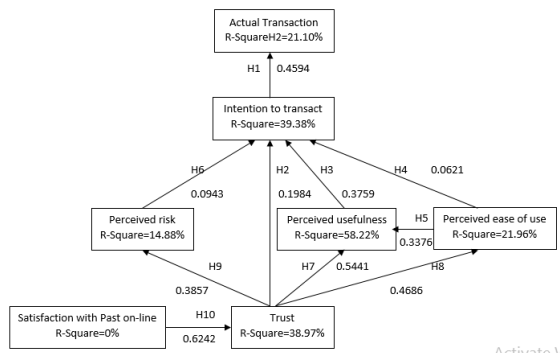 Actual Transaction
R-SquareH2=21.10%
H1 0.4594
Intention to transact
R-Square=39.38%
H6 H2 H3 H4
0.0943 0.1984 0.3759 0.0621
Perceived risk
R-Square=14.88%
Perceived usefulness
R-Square=58.22%
H5
0.3376
Perceived ease of use
R-Square=21.96%
H9 H7 H8
0.3857 0.5441 0.4686
Satisfaction with Past on-line
R-Square=0%
H10
0.6242
Trust
R-Square=38.97%
Activate